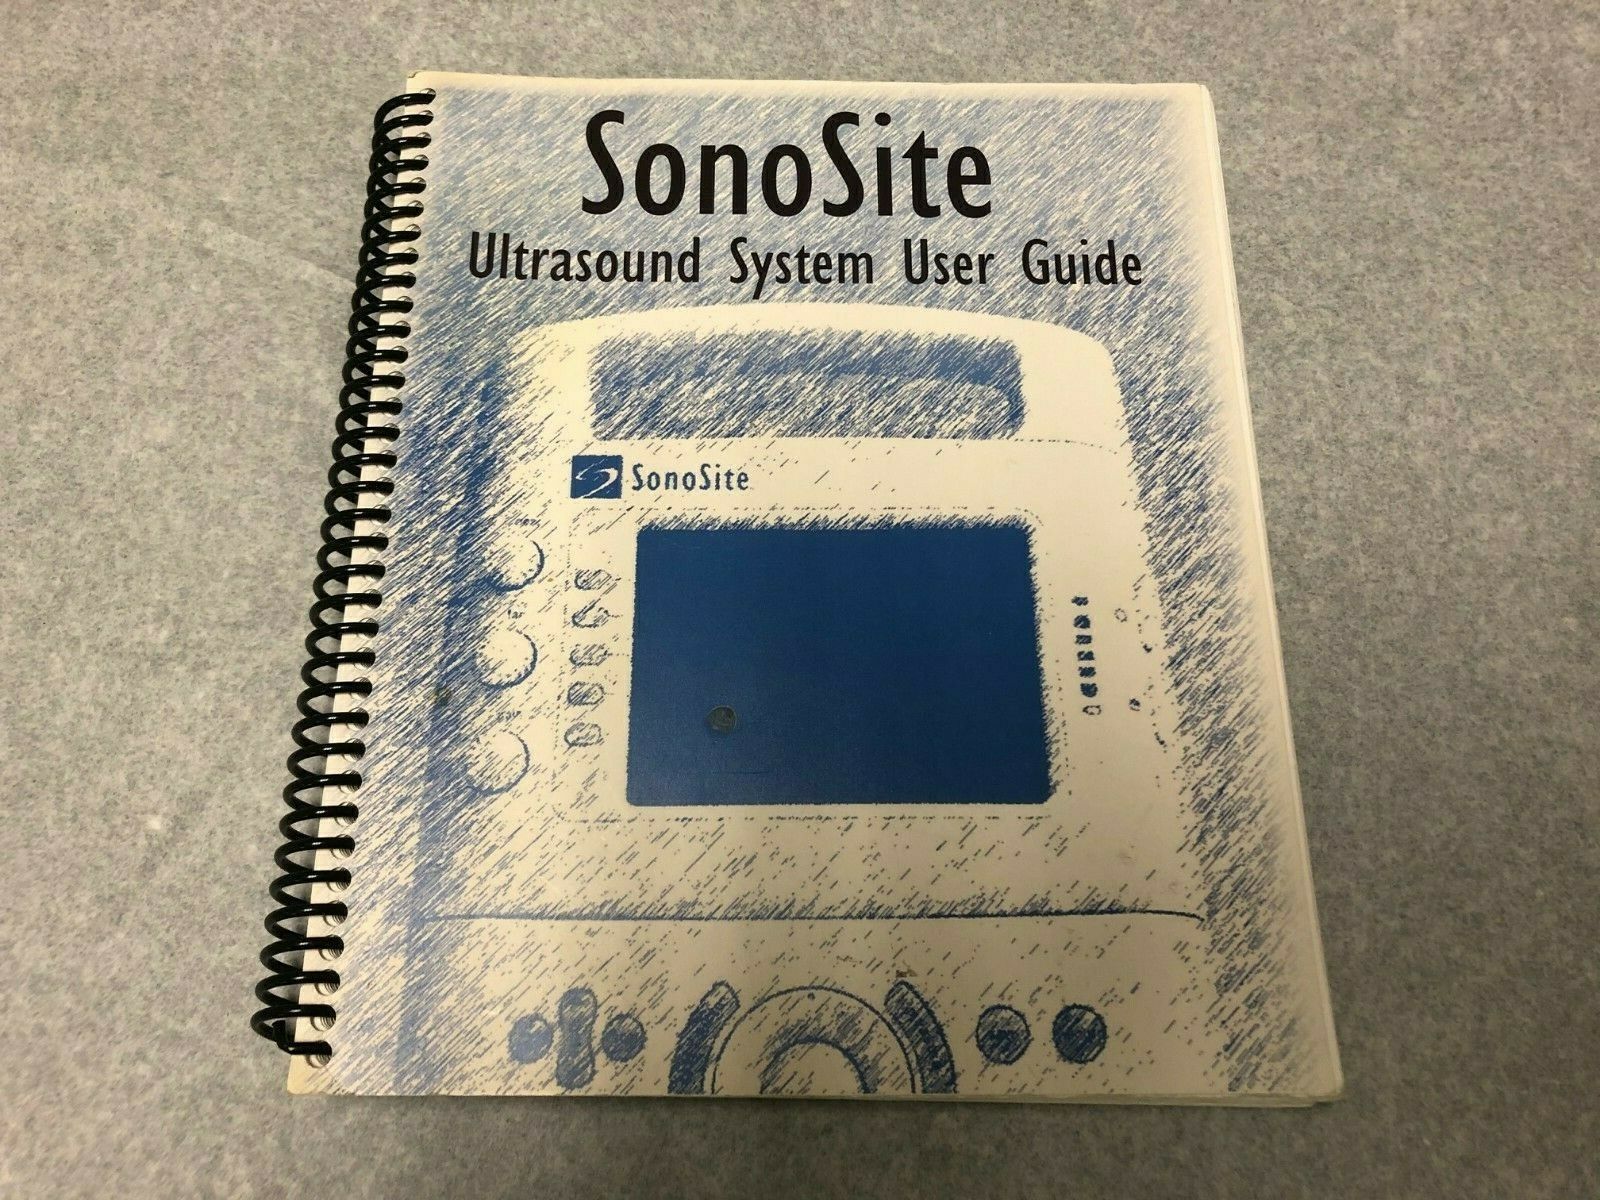 SonoSite
Ultrasound System User Guide
SonoSite